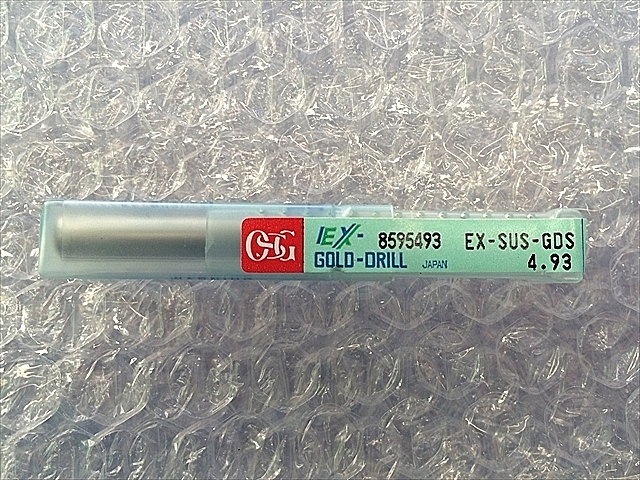 OSG EX- 8595493 EX-SUS-GDS
GOLD-DRILL JAPAN 4.93